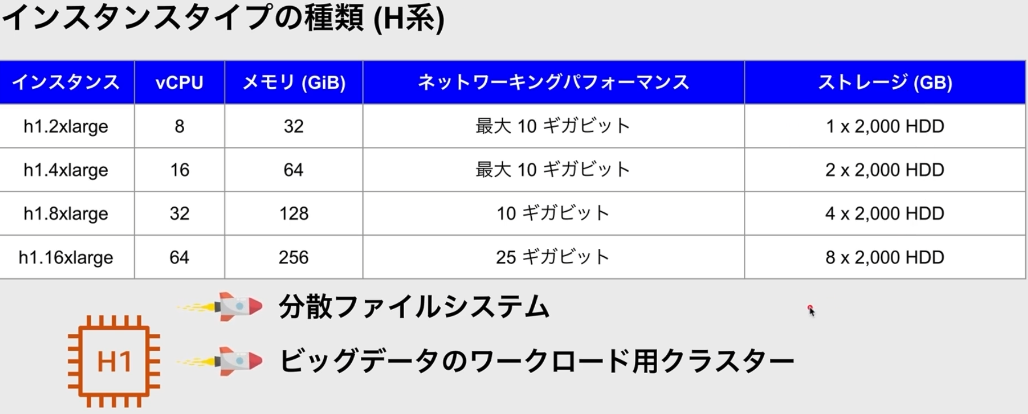 インスタンスタイプの種類 (H系)
インスタンス vCPU メモリ (GiB) ネットワーキングパフォーマンス ストレージ (GB)
h1.2xlarge 8 32 最大 10 ギガビット 1 x 2,000 HDD
h1.4xlarge 16 64 最大 10 ギガビット 2 x 2,000 HDD
h1.8xlarge 32 128 10 ギガビット 4 x 2,000 HDD
h1.16xlarge 64 256 25 ギガビット 8 x 2,000 HDD
分散ファイルシステム
H1
ビッグデータのワークロード用クラスター